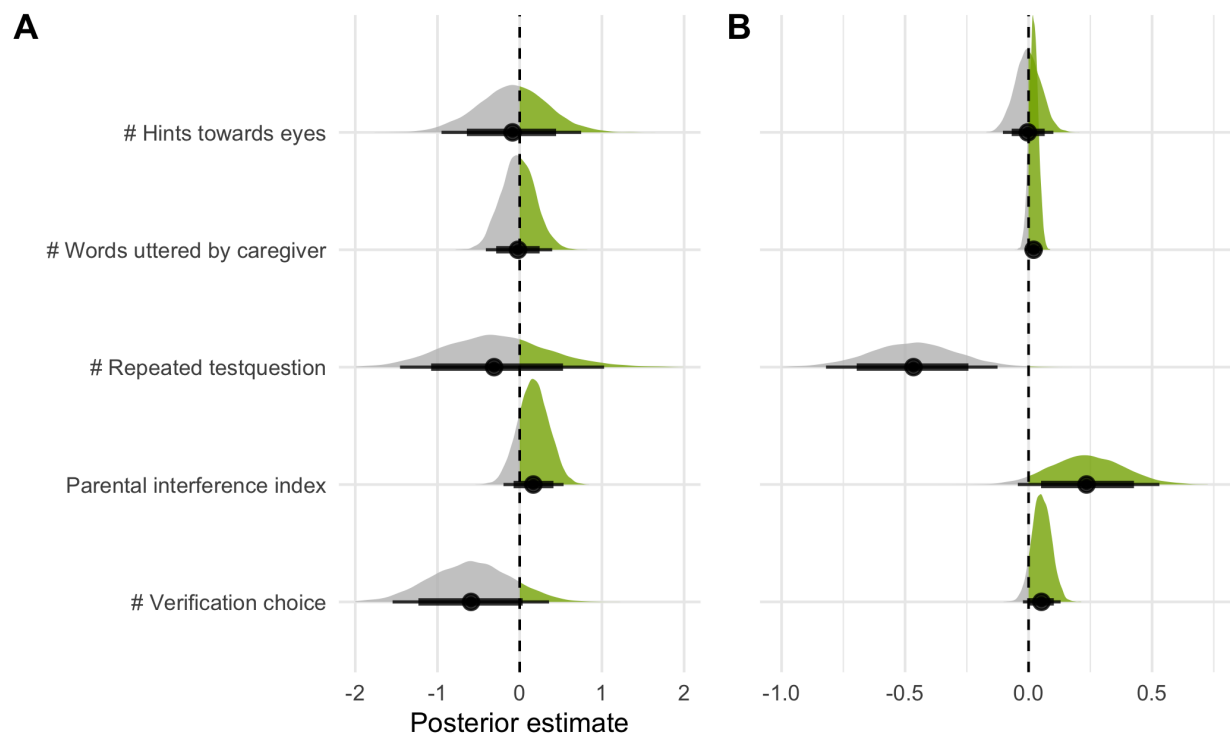 A
B
# Hints towards eyes
# Words uttered by caregiver
# Repeated testquestion
Parental interference index
# Verification choice
-2 -1 0 1 2
-1.0 -0.5 0.0 0.5
Posterior estimate